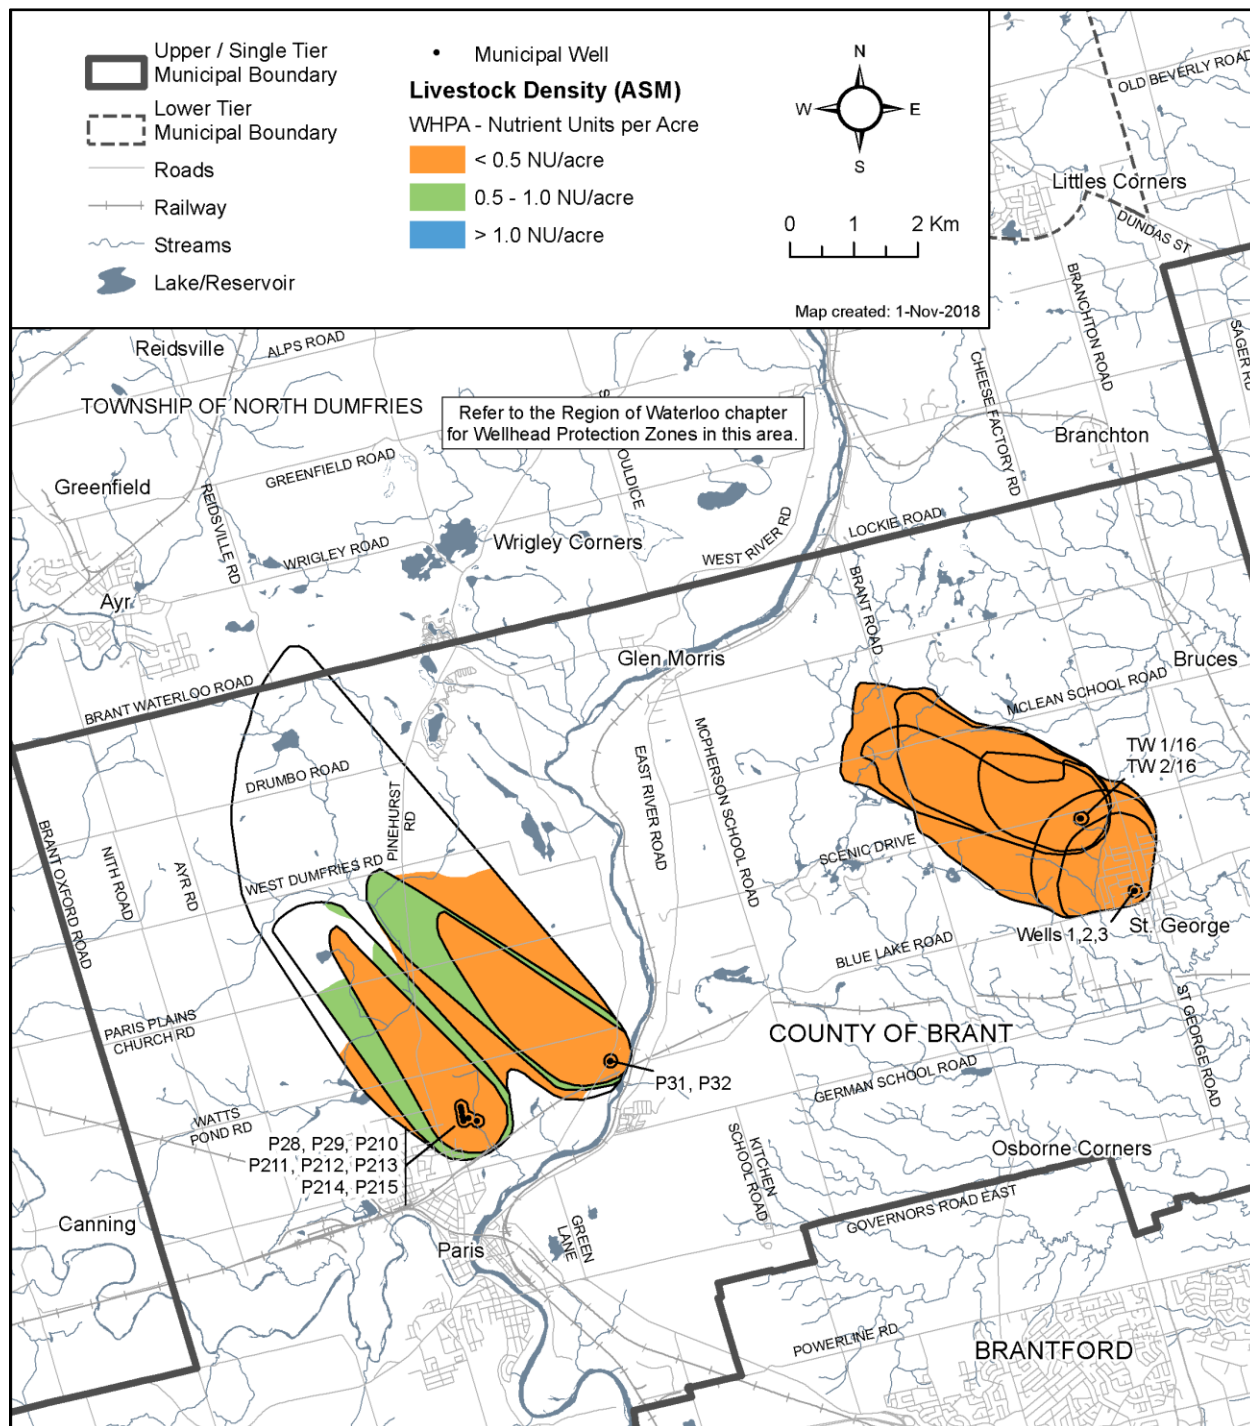 Upper / Single Tier
Municipal Boundary
Lower Tier
Municipal Boundary
Roads
Railway
Streams
Lake/Reservoir
Municipal Well
Livestock Density (ASM)
WHPA - Nutrient Units per Acre
< 0.5 NU/acre
0.5 - 1.0 NU/acre
> 1.0 NU/acre
N
W
E
S
0 1 2 Km
Map created: 1-Nov-2018
OLD BEVERLY ROAD
Littles Corners
DUNDAS ST
BRANCHTON ROAD
SAGER RD
CHEESE FACTORY RD
Branchton
Reidsville
ALPS ROAD
TOWNSHIP OF NORTH DUMFRIES
Refer to the Region of Waterloo chapter
for Wellhead Protection Zones in this area.
GREENFIELD ROAD
Greenfield
REIDSVILLE RD
WRIGLEY ROAD
Wrigley Corners
WEST RIVER RD
LOCKIE ROAD
Ayr
BRANT ROAD
Glen Morris
Bruces
BRANT WATERLOO ROAD
MCLEAN SCHOOL ROAD
MCPHERSON SCHOOL ROAD
EAST RIVER ROAD
TW 1/16
TW 2/16
DRUMBO ROAD
PINEHURST
RD
BRANT OXFORD ROAD
NITH ROAD
AYR RD
WEST DUMFRIES RD
SCENIC DRIVE
Wells 1,2,3
St. George
BLUE LAKE ROAD
ST GEORGE ROAD
PARIS PLAINS
CHURCH RD
COUNTY OF BRANT
P31, P32
GERMAN SCHOOL ROAD
WATTS
POND RD
P28, P29, P210
P211, P212, P213
P214, P215
KITCHEN
SCHOOL ROAD
Osborne Corners
GOVERNORS ROAD EAST
Canning
Paris
GREEN
LANE
POWERLINE RD
BRANTFORD